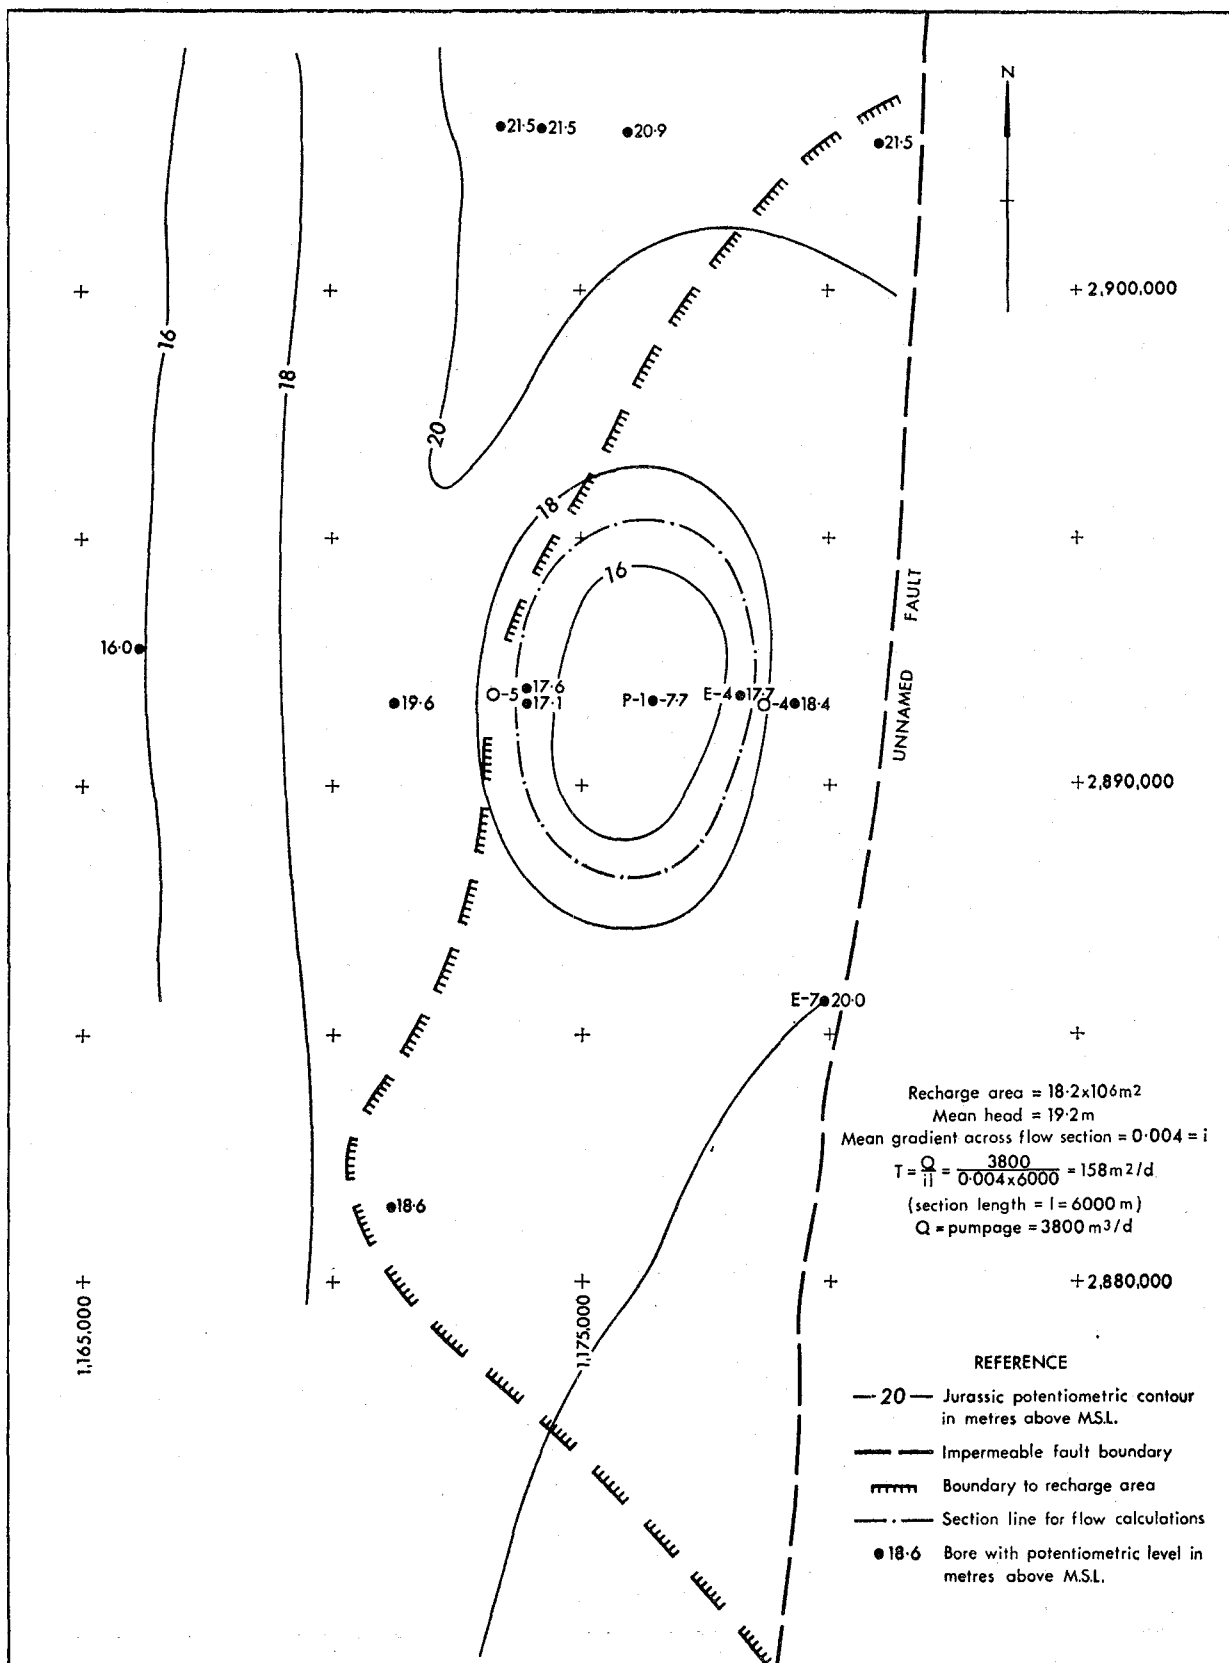 N
21·5 21·5 20·9
21·5
+ 2,900,000
16
18
20
18
16
UNNAMED FAULT
16·0
19·6
O-5 17·6
17·1
P-1 -7·7
E-4 17·7
O-4 18·4
+ 2,890,000
E-7 20·0
Recharge area = 18·2x106m2
Mean head = 19·2m
Mean gradient across flow section = 0·004 = i
T = Q/il = 3800/0·004x6000 = 158m2/d
(section length = l = 6000 m)
Q = pumpage = 3800 m3/d
18·6
1,165,000
1,175,000
+ 2,880,000
REFERENCE
20 Jurassic potentiometric contour
in metres above M.S.L.
Impermeable fault boundary
Boundary to recharge area
Section line for flow calculations
18·6 Bore with potentiometric level in
metres above M.S.L.